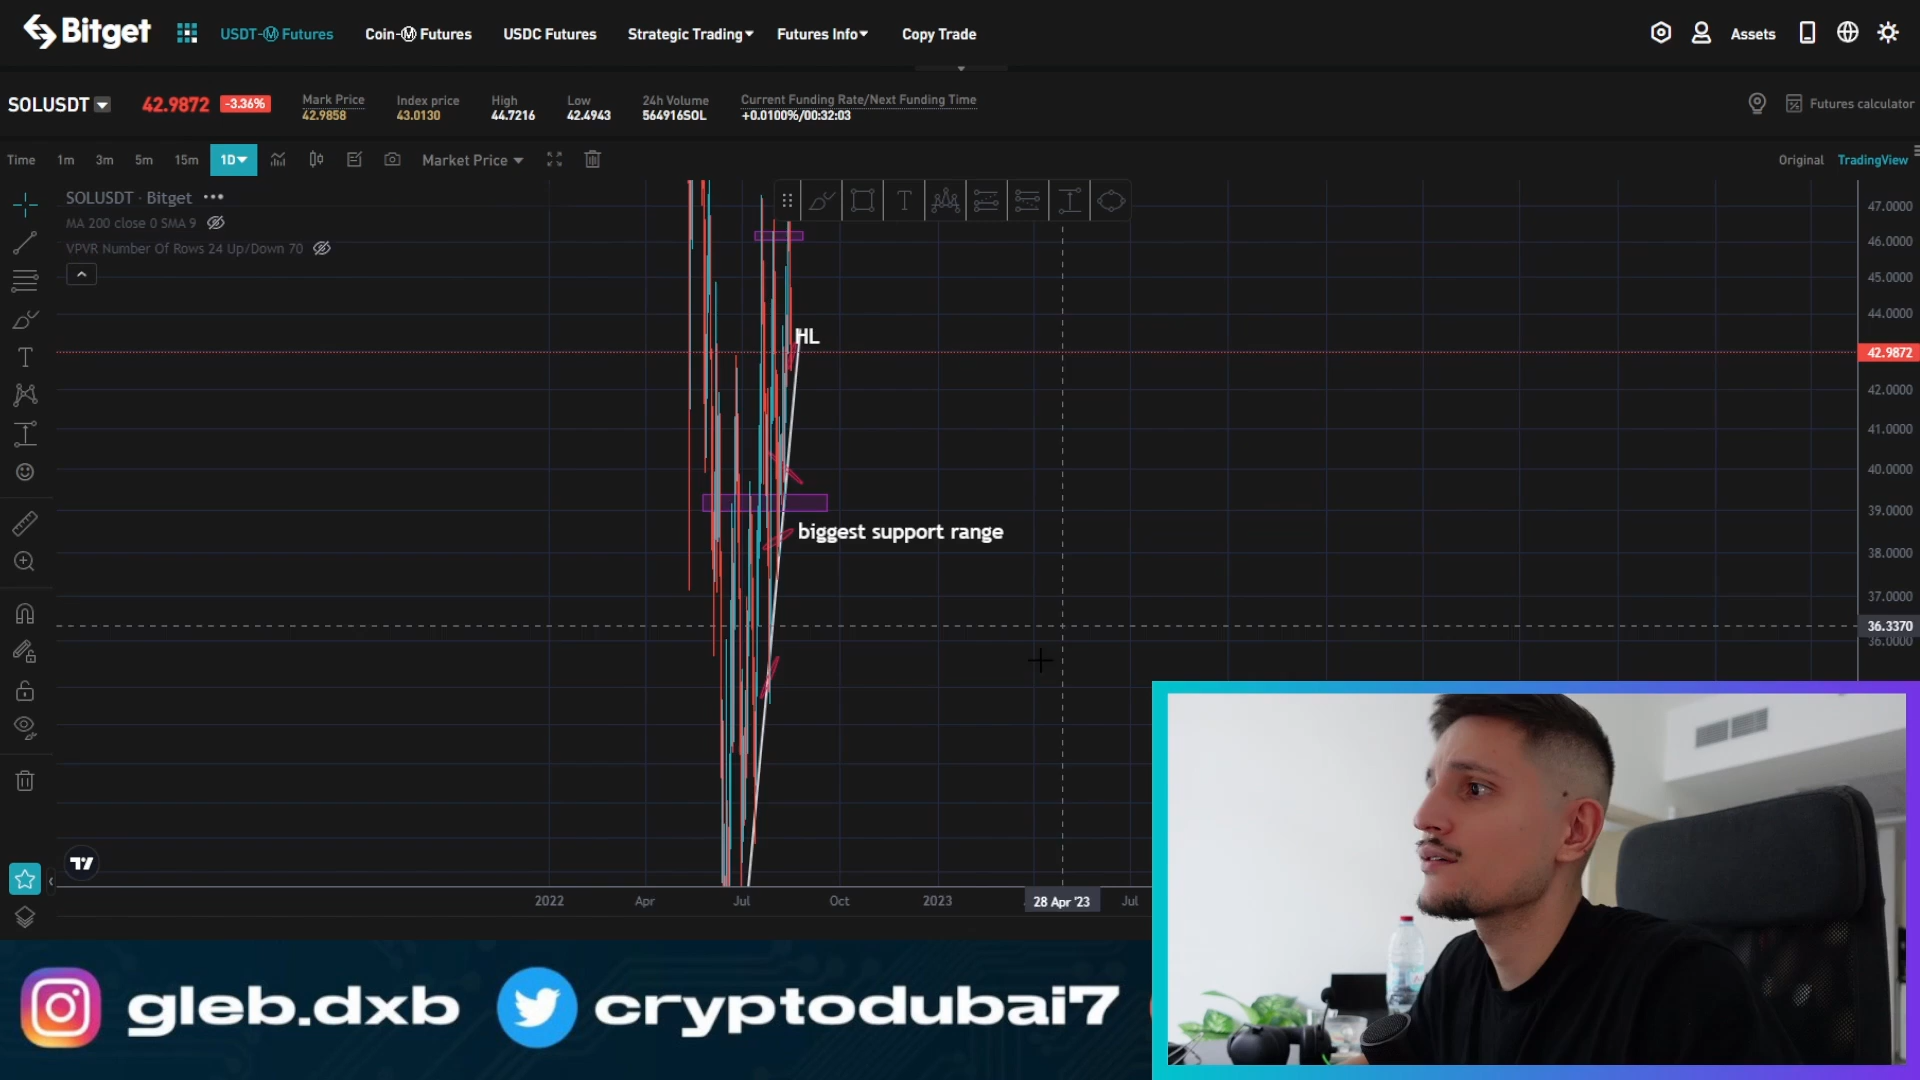 Bitget
USDT-M Futures
Coin-M Futures
USDC Futures
Strategic Trading
Futures Info
Copy Trade
Assets
SOLUSDT
42.9872
-3.36%
Mark Price
42.9858
Index price
43.0130
High
44.7216
Low
42.4943
24h Volume
564916SOL
Current Funding Rate/Next Funding Time
+0.0100%/00:32:03
Futures calculator
Time
1m
3m
5m
15m
1D
Market Price
Original
TradingView
SOLUSDT · Bitget
MA 200 close 0 SMA 9
VPVR Number Of Rows 24 Up/Down 70
HL
biggest support range
47.0000
46.0000
45.0000
44.0000
42.9872
42.0000
41.0000
40.0000
39.0000
38.0000
37.0000
36.3370
36.0000
2022
Apr
Jul
Oct
2023
28 Apr '23
Jul
gleb.dxb
cryptodubai7